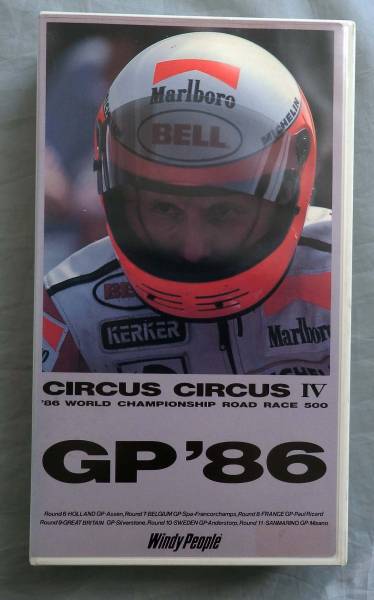 Marlboro
BELL
MICHELIN
BE
KERKER
Marlboro
CIRCUS CIRCUS IV
'86 WORLD CHAMPIONSHIP ROAD RACE 500
GP '86
Round 6·HOLLAND GP-Assen, Round 7·BELGIUM GP-Spa-Francorchamps, Round 8·FRANCE GP-Paul Ricard
Round 9·GREAT BRITAIN GP-Silverstone, Round 10·SWEDEN GP-Anderstorp, Round 11·SANMARINO GP-Misano
Windy People